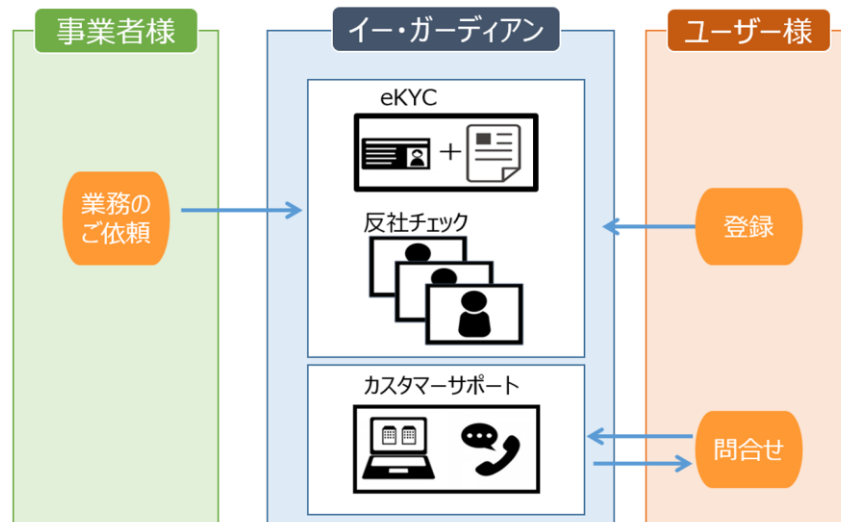 事業者様
イー・ガーディアン
ユーザー様
eKYC
業務の
ご依頼
反社チェック
登録
カスタマーサポート
問合せ